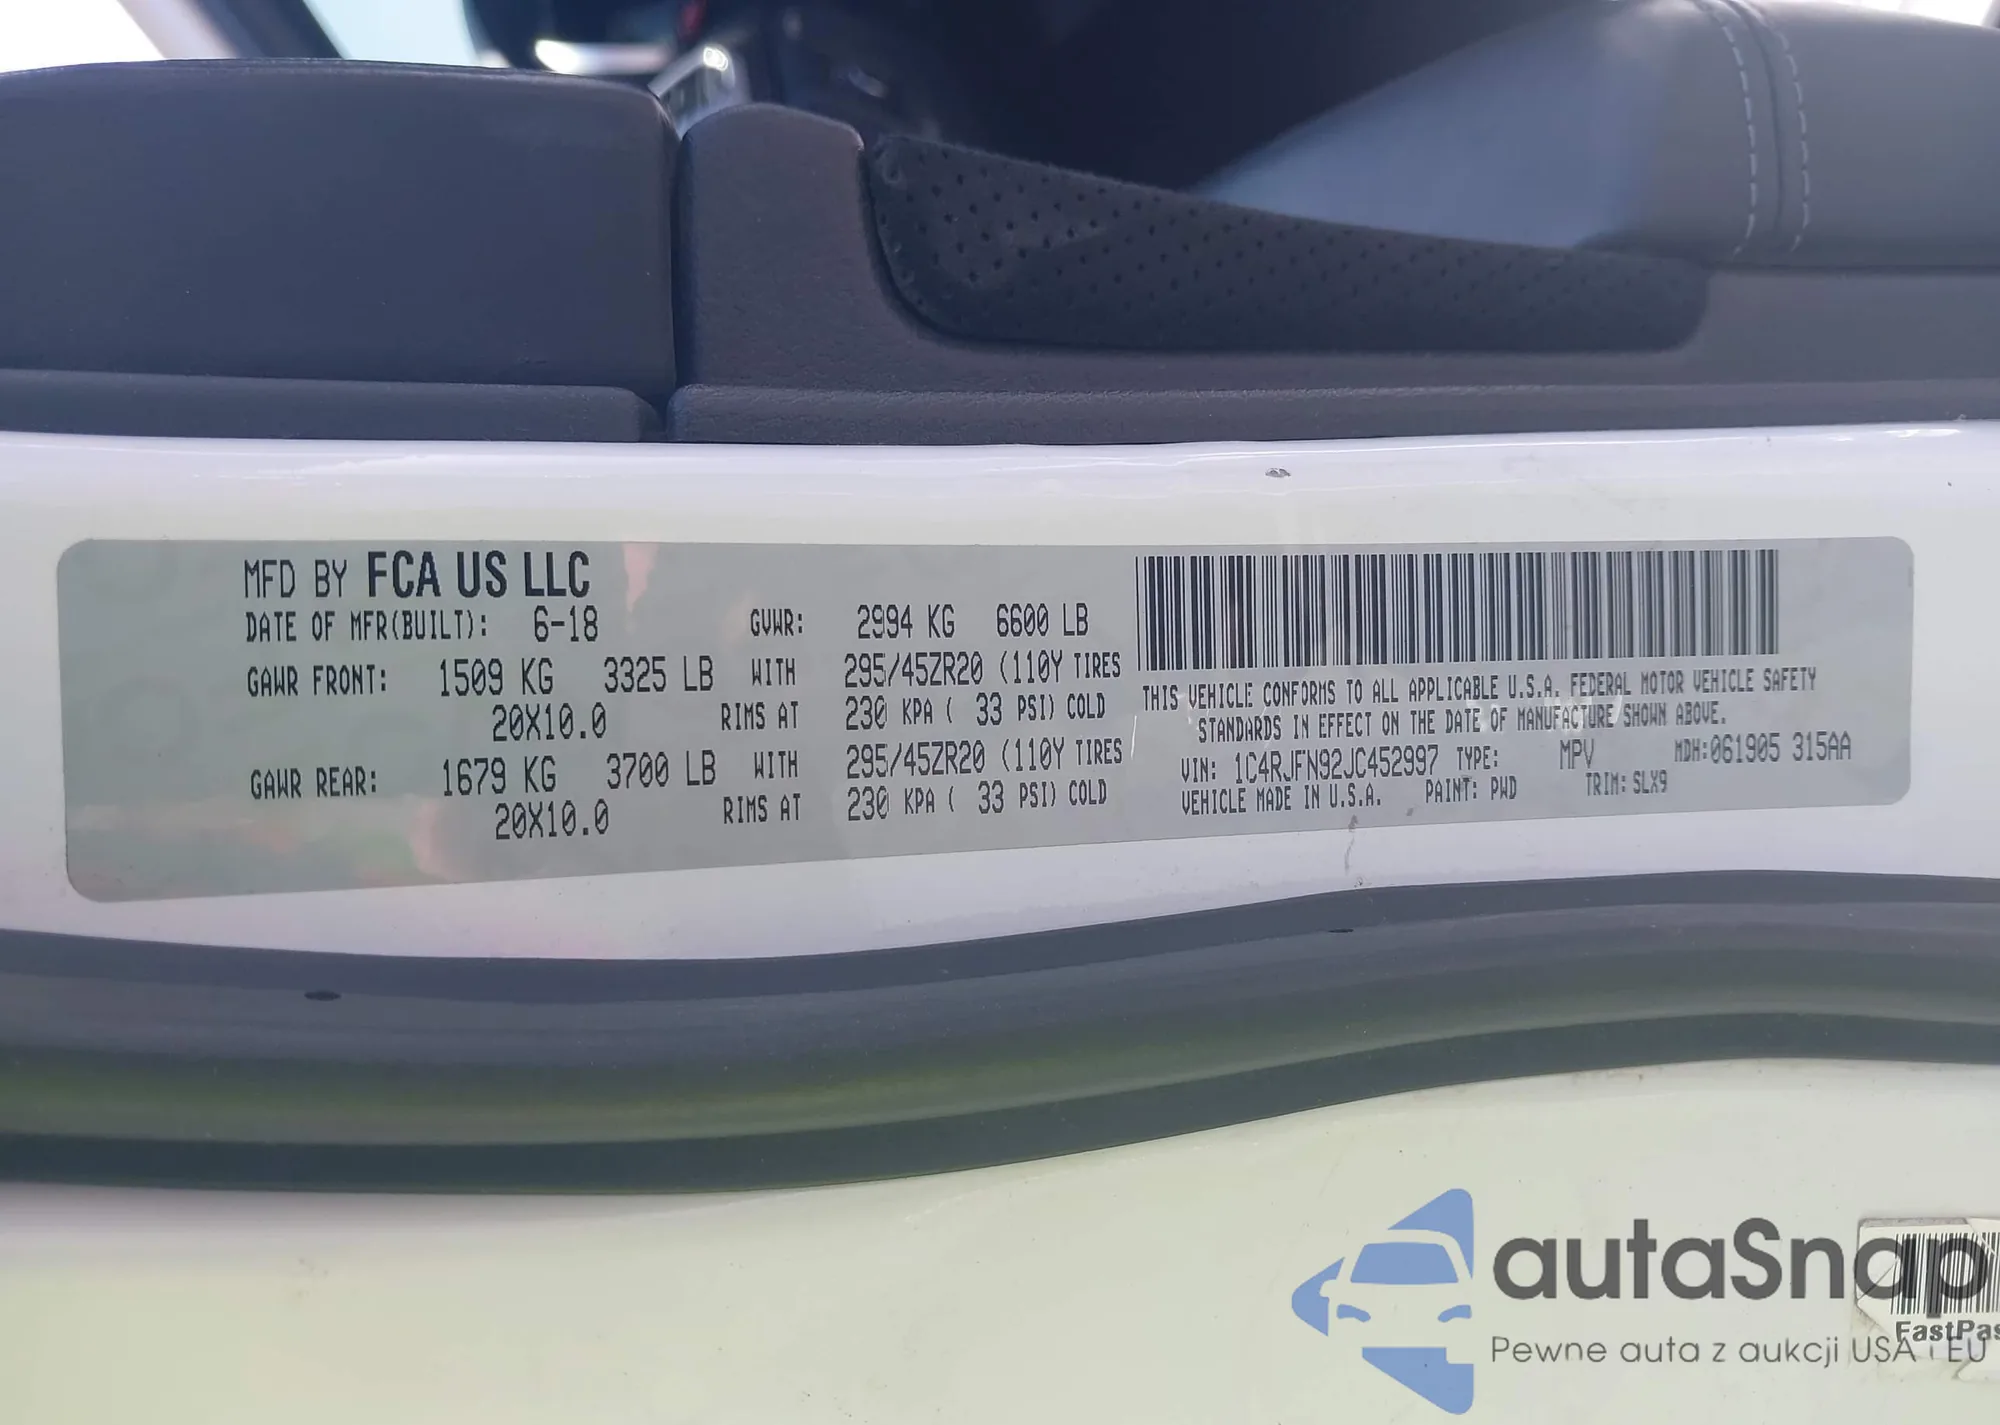 MFD BY FCA US LLC
DATE OF MFR(BUILT): 6-18 GVWR: 2994 KG 6600 LB
GAWR FRONT: 1509 KG 3325 LB WITH 295/45ZR20 (110Y TIRES
20X10.0 RIMS AT 230 KPA ( 33 PSI) COLD
GAWR REAR: 1679 KG 3700 LB WITH 295/45ZR20 (110Y TIRES
20X10.0 RIMS AT 230 KPA ( 33 PSI) COLD
THIS VEHICLE CONFORMS TO ALL APPLICABLE U.S.A. FEDERAL MOTOR VEHICLE SAFETY
STANDARDS IN EFFECT ON THE DATE OF MANUFACTURE SHOWN ABOVE.
VIN: 1C4RJFN92JC452997 TYPE: MPV MDH:061905 315AA
VEHICLE MADE IN U.S.A. PAINT: PWD TRIM: SLX9
autaSnap
FastPas
Pewne auta z aukcji USA i EU